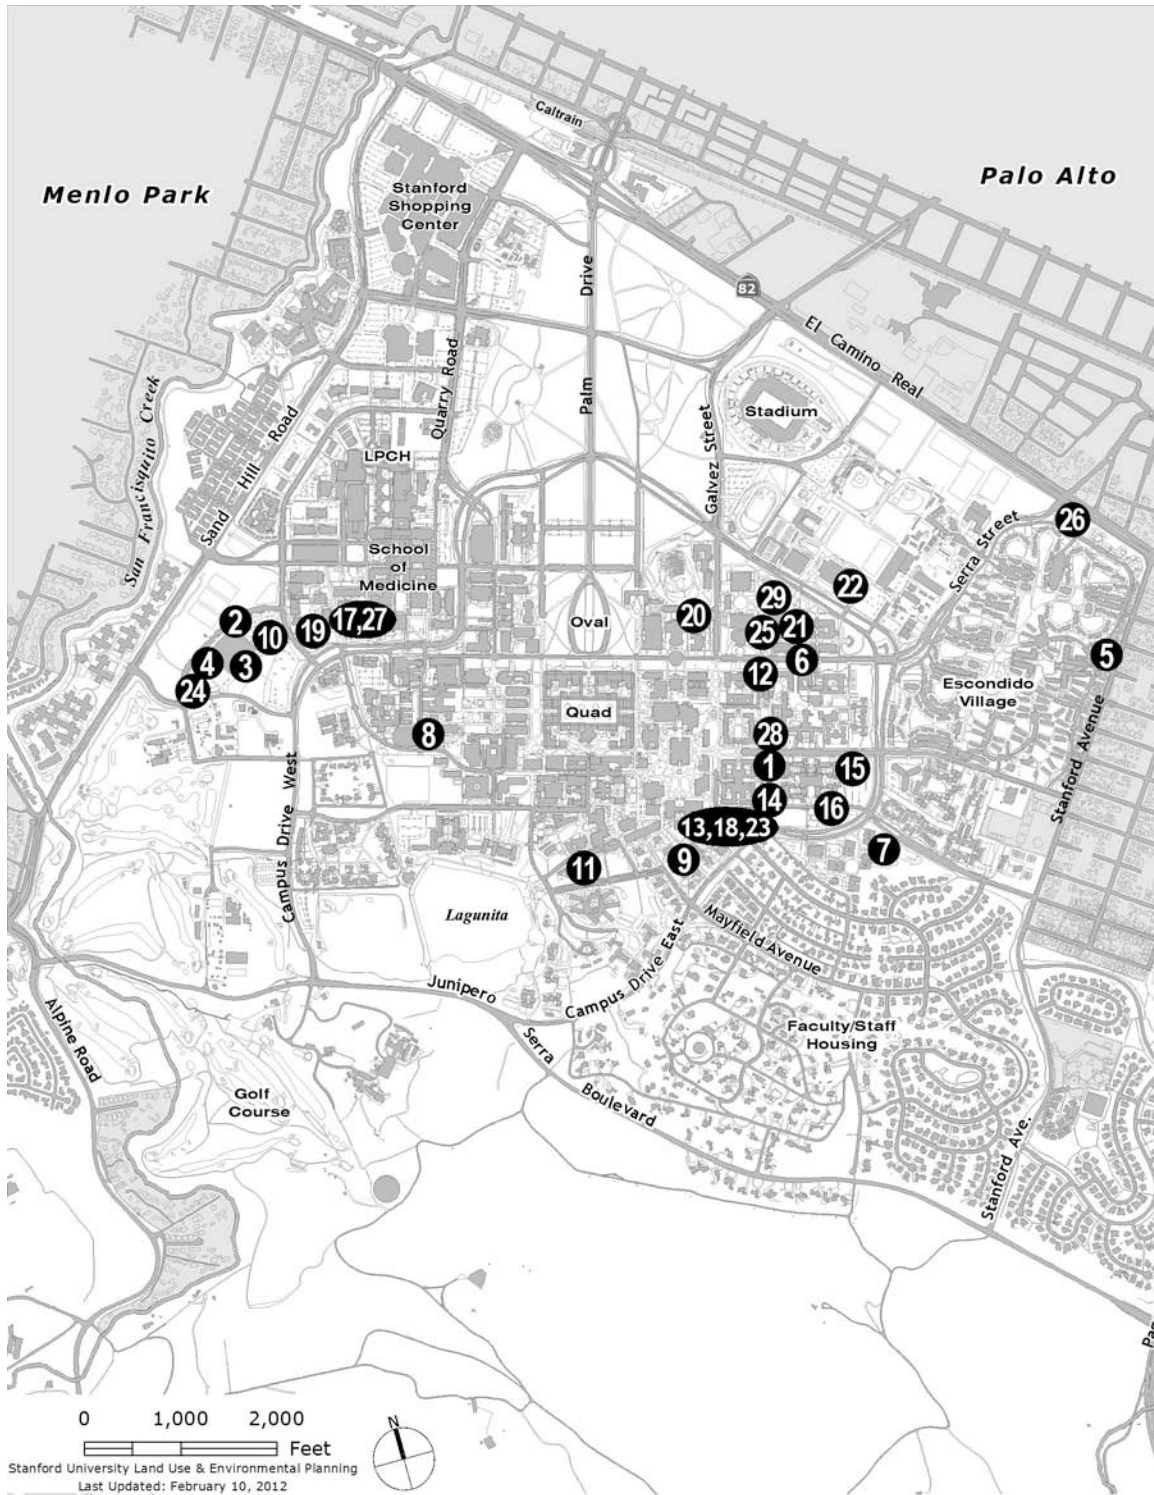 Caltrain
Menlo Park
Palo Alto
Stanford
Shopping
Center
Palm Drive
82
El Camino Real
San Francisquito Creek
Sand Hill Road
Quarry Road
Galvez Street
Stadium
LPCH
School
of
Medicine
Serra Street
26
22
29
2
17,27
20
21
10
19
Oval
25
5
4
3
6
12
24
Escondido
Village
Quad
8
28
1
15
Stanford Avenue
14
16
13,18,23
7
9
11
Campus Drive West
Lagunita
Mayfield Avenue
Campus Drive East
Junipero
Serra
Boulevard
Alpine Road
Faculty/Staff
Housing
Golf
Course
Stanford Ave.
0 1,000 2,000
Feet
N
Stanford University Land Use & Environmental Planning
Last Updated: February 10, 2012